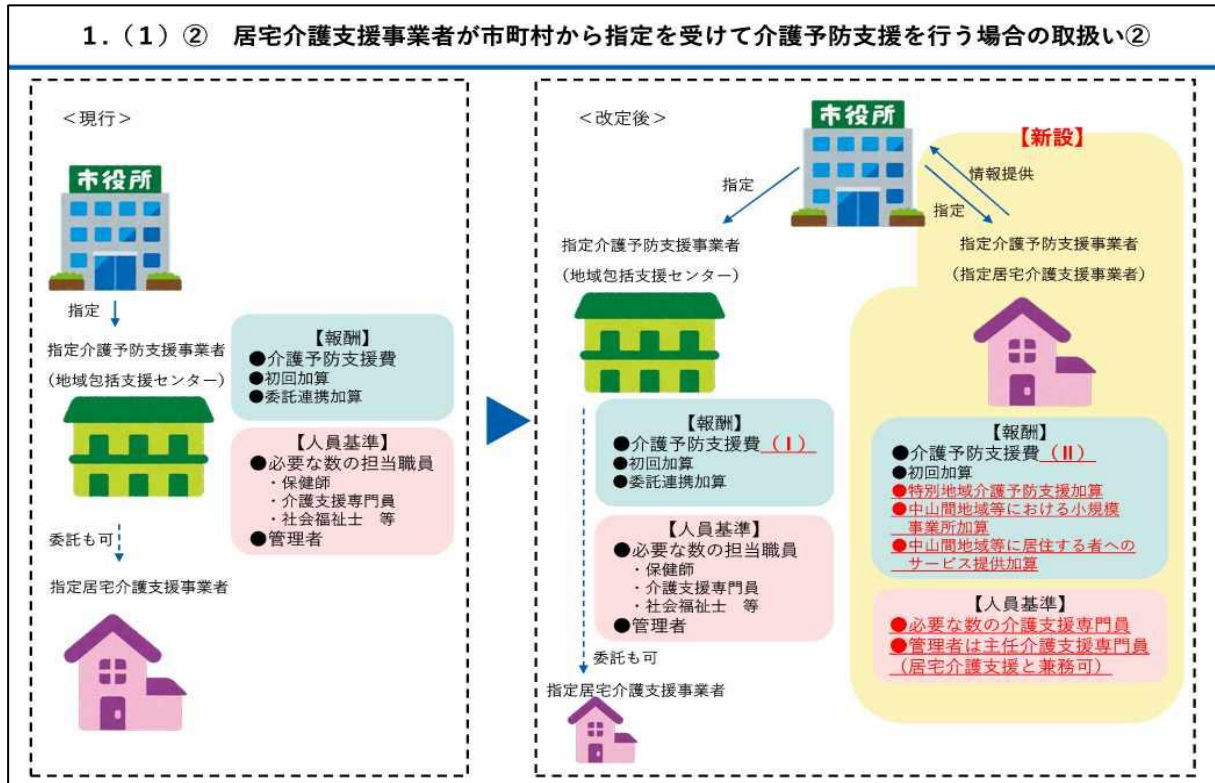 1.（1）② 居宅介護支援事業者が市町村から指定を受けて介護予防支援を行う場合の取扱い②
＜現行＞
市役所
指定
指定介護予防支援事業者
（地域包括支援センター）
【報酬】
●介護予防支援費
●初回加算
●委託連携加算
【人員基準】
●必要な数の担当職員
・保健師
・介護支援専門員
・社会福祉士 等
●管理者
委託も可
指定居宅介護支援事業者
＜改定後＞
市役所
【新設】
指定
情報提供
指定
指定介護予防支援事業者
（地域包括支援センター）
【報酬】
●介護予防支援費（Ⅰ）
●初回加算
●委託連携加算
【人員基準】
●必要な数の担当職員
・保健師
・介護支援専門員
・社会福祉士 等
●管理者
委託も可
指定居宅介護支援事業者
指定介護予防支援事業者
（指定居宅介護支援事業者）
【報酬】
●介護予防支援費（Ⅱ）
●初回加算
●特別地域介護予防支援加算
●中山間地域等における小規模
事業所加算
●中山間地域等に居住する者への
サービス提供加算
【人員基準】
●必要な数の介護支援専門員
●管理者は主任介護支援専門員
（居宅介護支援と兼務可）